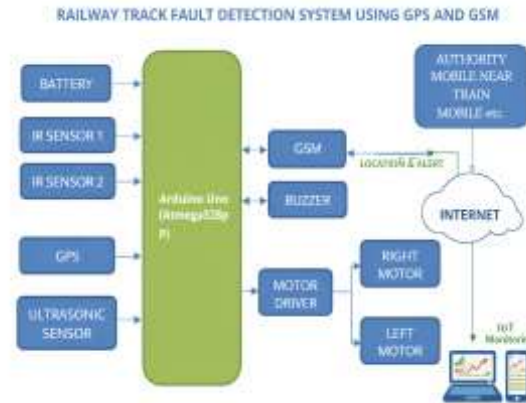 RAILWAY TRACK FAULT DETECTION SYSTEM USING GPS AND GSM
BATTERY
IR SENSOR 1
IR SENSOR 2
GPS
ULTRASONIC
SENSOR
Arduino Uno
(Atmega328p
P)
GSM
BUZZER
MOTOR
DRIVER
RIGHT
MOTOR
LEFT
MOTOR
AUTHORITY
MOBILE NEAR
TRAIN
MOBILE etc
LOCATION & ALERT
INTERNET
IoT
Monitoring